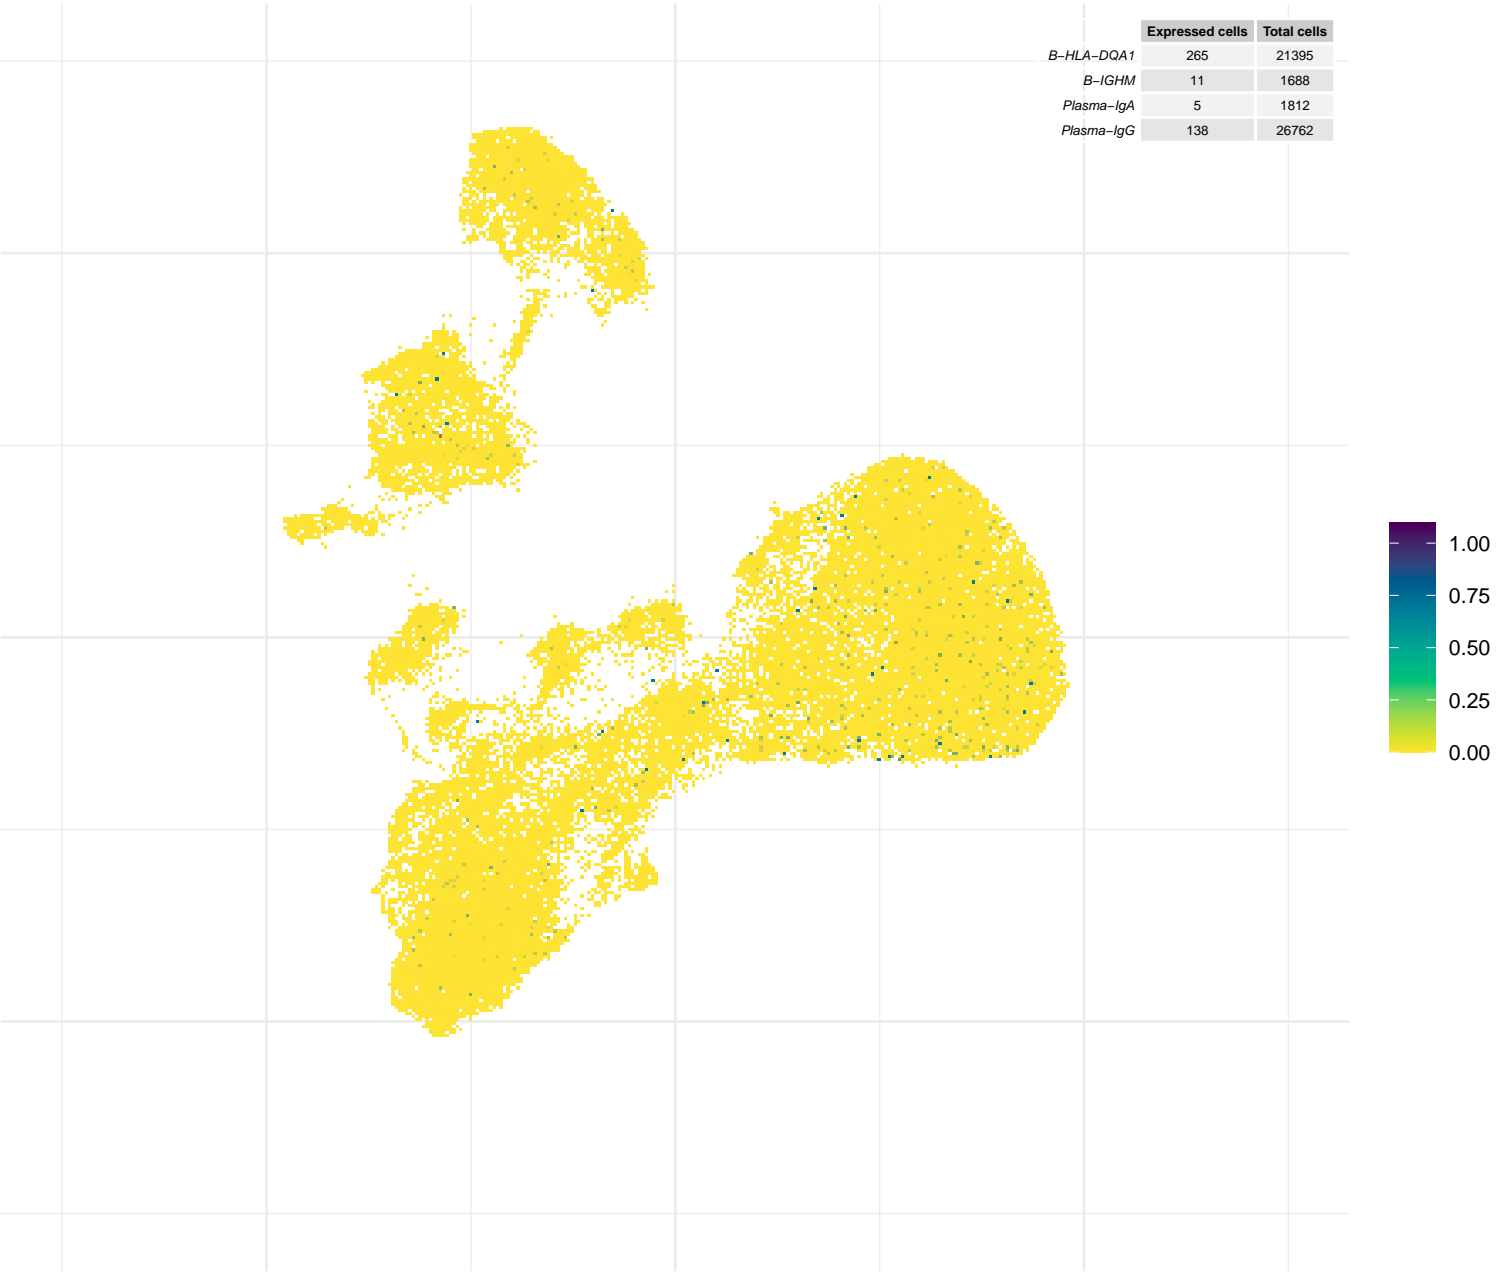 Expressed cells Total cells
B−HLA−DQA1 265 21395
B−IGHM 11 1688
Plasma−IgA 5 1812
Plasma−IgG 138 26762
1.00
0.75
0.50
0.25
0.00